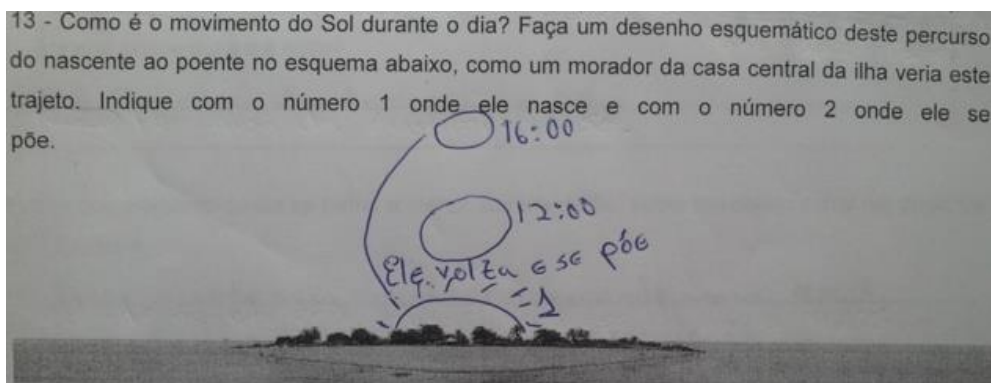 13 - Como é o movimento do Sol durante o dia? Faça um desenho esquemático deste percurso
do nascente ao poente no esquema abaixo, como um morador da casa central da ilha veria este
trajeto. Indique com o número 1 onde ele nasce e com o número 2 onde ele se
põe.
16:00
12:00
Ele volta e se põe
1